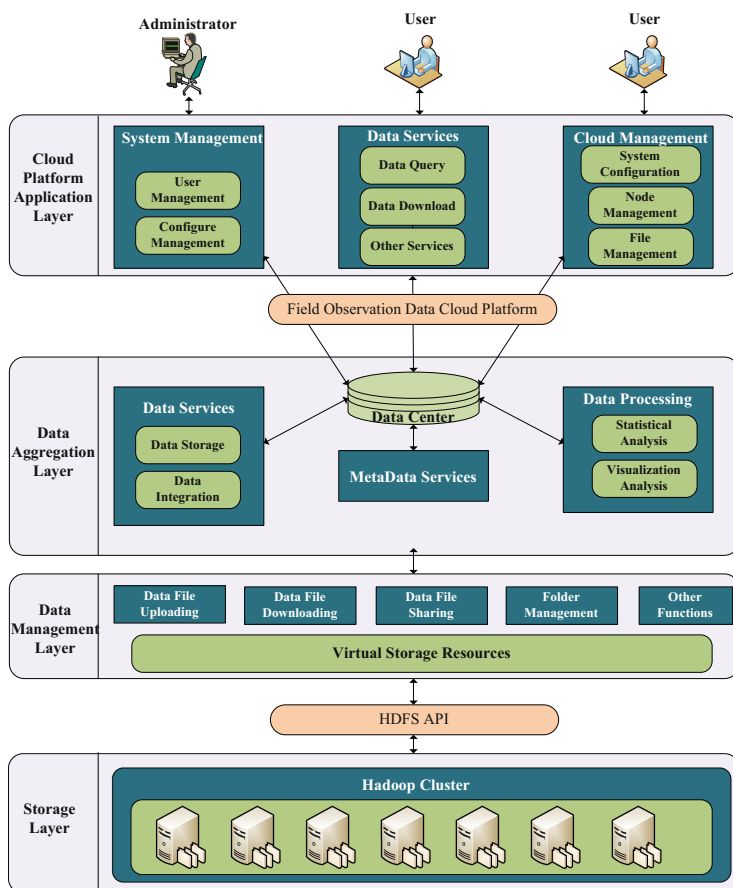 Administrator
User
User
Cloud
Platform
Application
Layer
System Management
User
Management
Configure
Management
Data Services
Data Query
Data Download
Other Services
Cloud Management
System
Configuration
Node
Management
File
Management
Field Observation Data Cloud Platform
Data
Aggregation
Layer
Data Services
Data Storage
Data
Integration
Data Center
MetaData Services
Data Processing
Statistical
Analysis
Visualization
Analysis
Data
Management
Layer
Data File
Uploading
Data File
Downloading
Data File
Sharing
Folder
Management
Other
Functions
Virtual Storage Resources
HDFS API
Storage
Layer
Hadoop Cluster